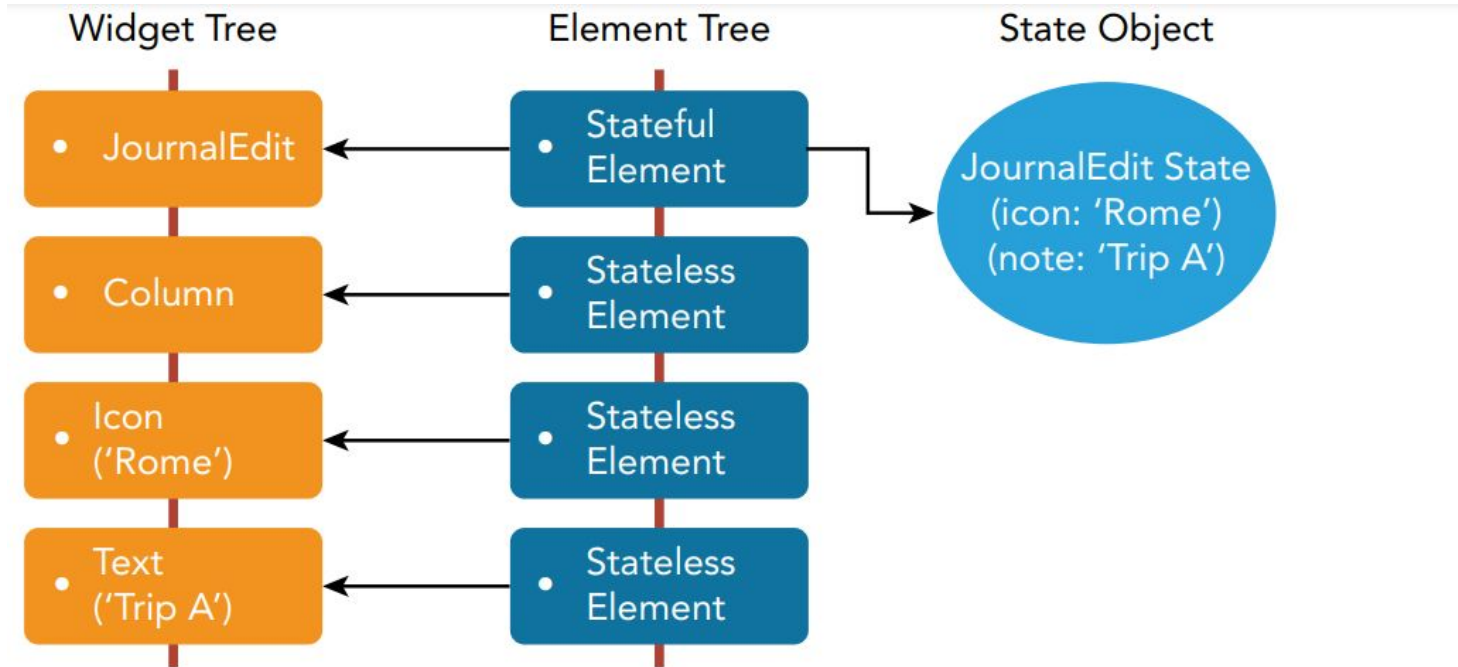 Widget Tree
Element Tree
State Object
• JournalEdit
• Stateful
Element
JournalEdit State
(icon: ‘Rome’)
(note: ‘Trip A’)
• Column
• Stateless
Element
• Icon
(‘Rome’)
• Stateless
Element
• Text
(‘Trip A’)
• Stateless
Element